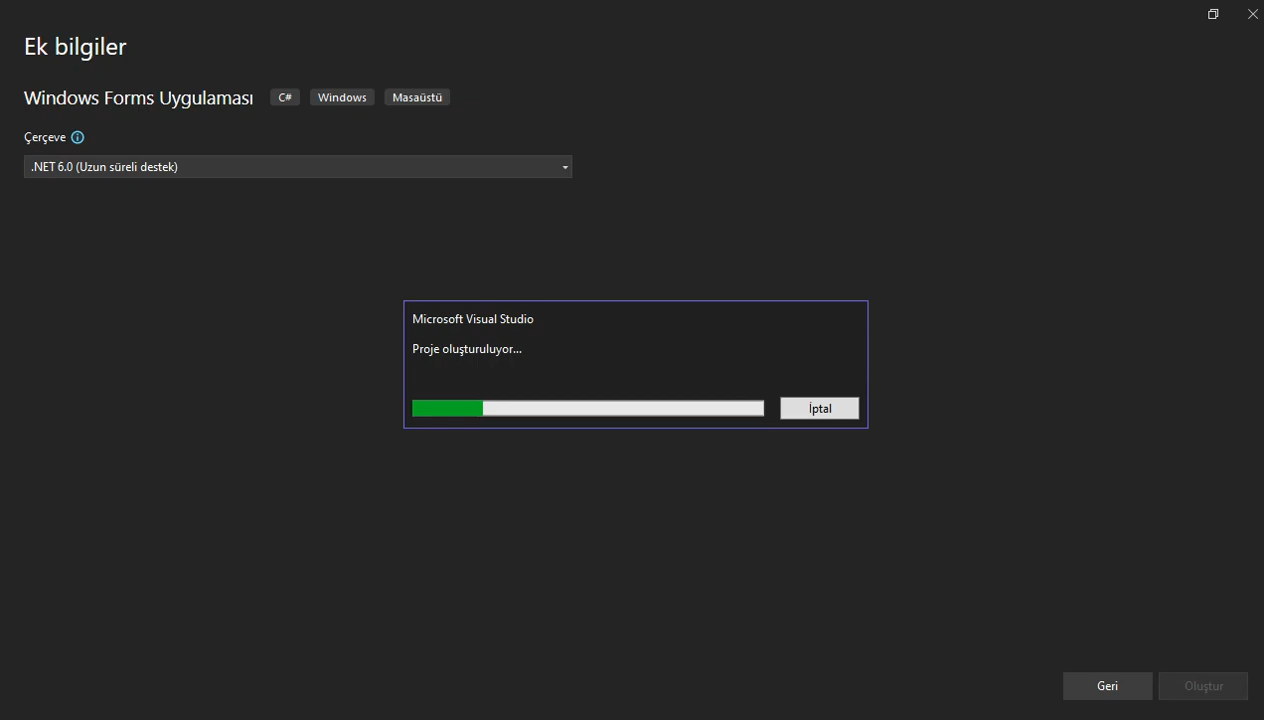 Ek bilgiler
Windows Forms Uygulaması C# Windows Masaüstü
Çerçeve
.NET 6.0 (Uzun süreli destek)
Microsoft Visual Studio
Proje oluşturuluyor...
İptal
Geri Oluştur